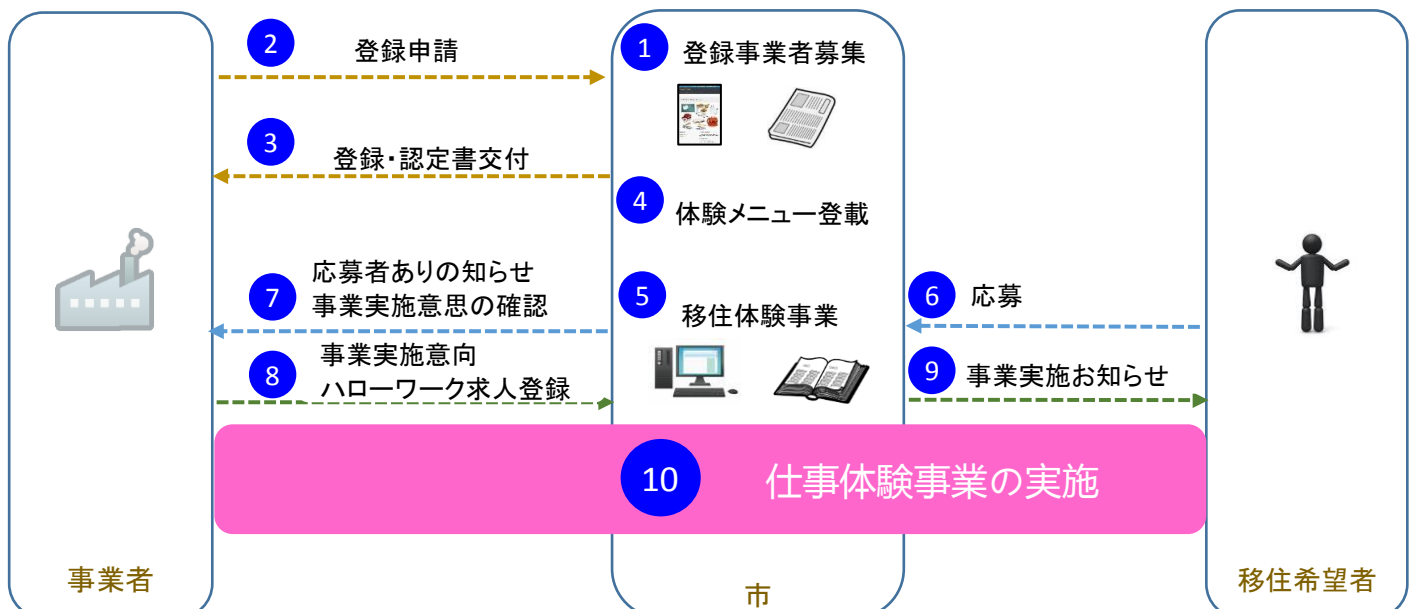 2
登録申請
1
登録事業者募集
3
登録・認定書交付
4
体験メニュー登載
7
応募者ありの知らせ
事業実施意思の確認
5
移住体験事業
6
応募
8
事業実施意向
ハローワーク求人登録
9
事業実施お知らせ
10
仕事体験事業の実施
事業者
市
移住希望者